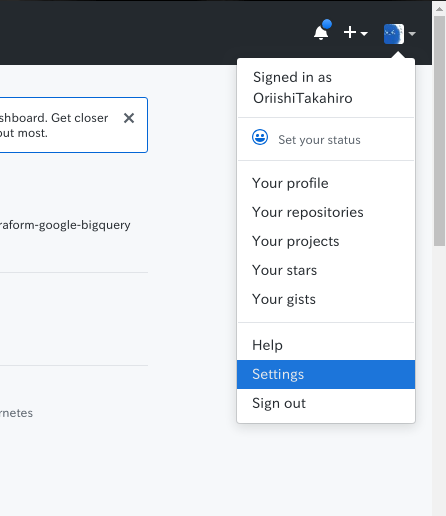 Signed in as
OriishiTakahiro
Set your status
Your profile
Your repositories
Your projects
Your stars
Your gists
Help
Settings
Sign out
shboard. Get closer
out most.
raform-google-bigquery
rnetes